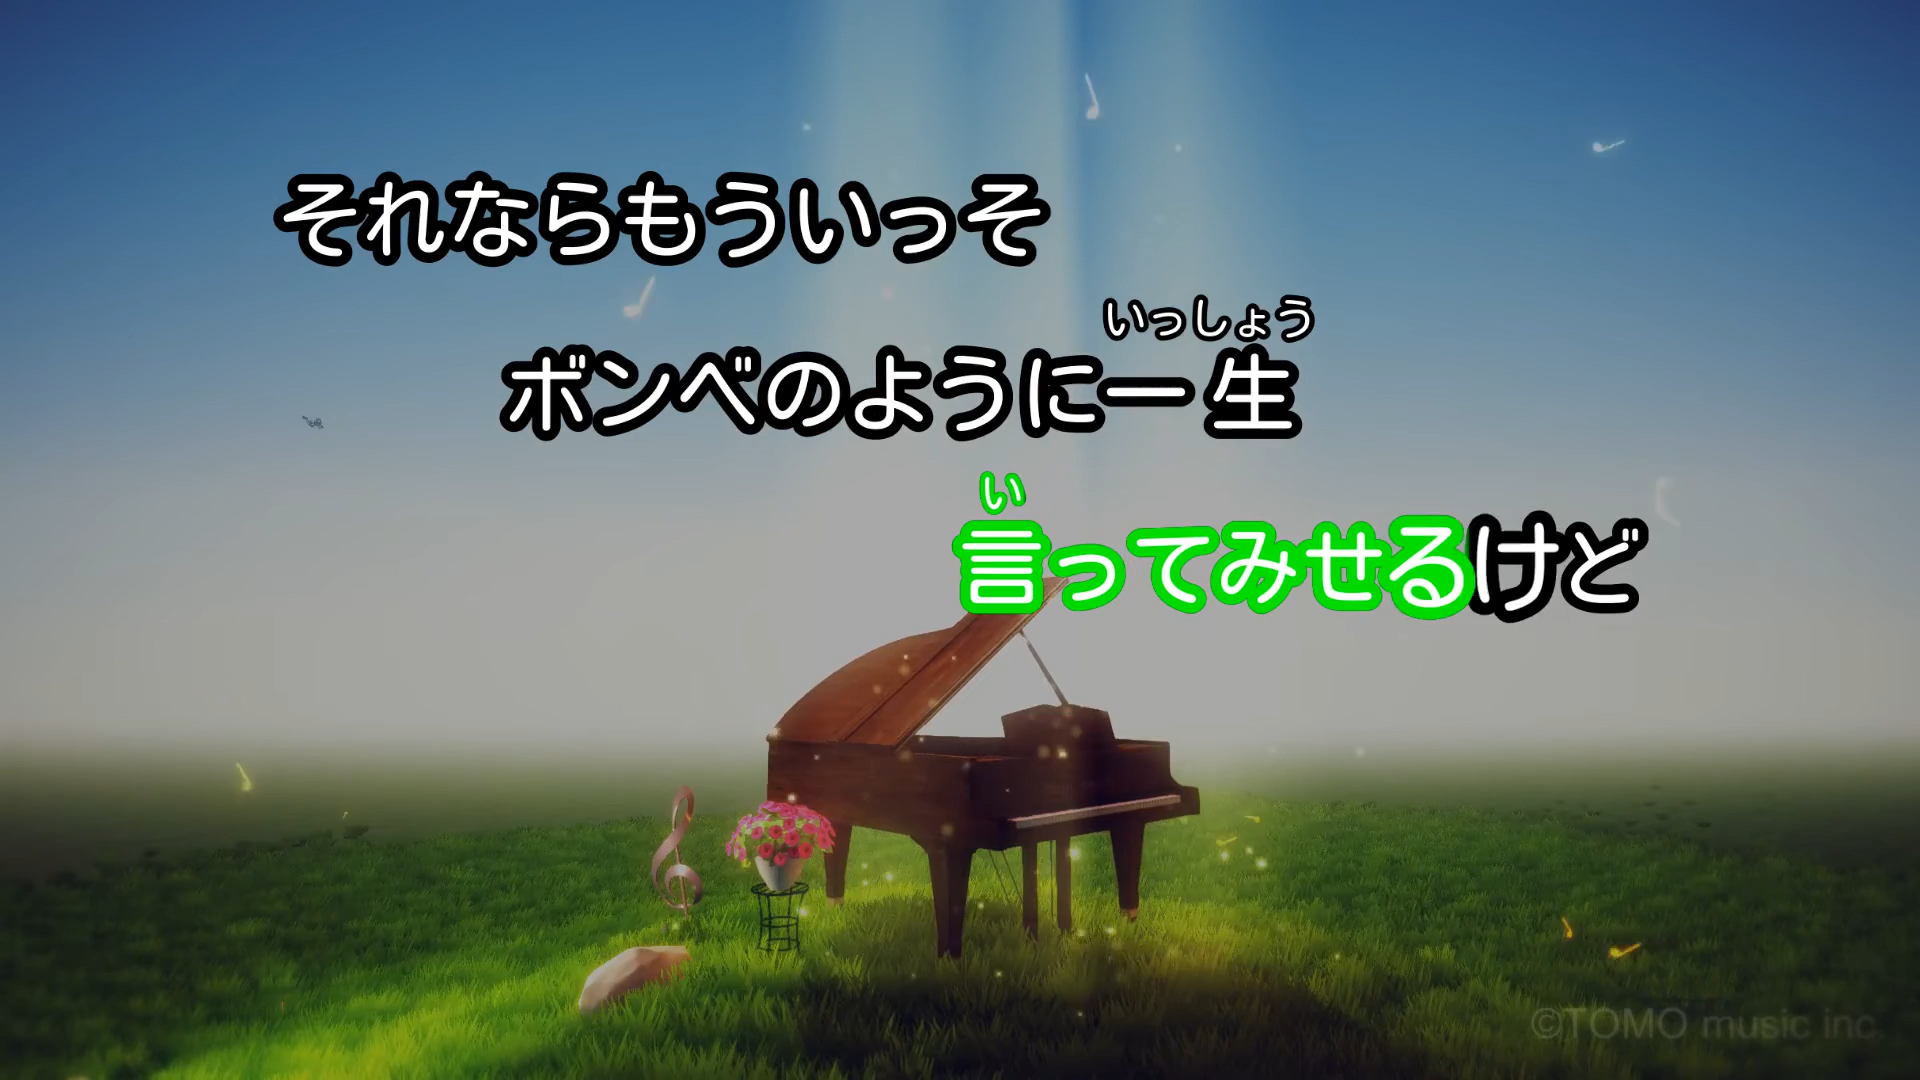 それならもういっそ
いっしょう
ボンベのように一生
い
言ってみせるけど
©TOMO music inc